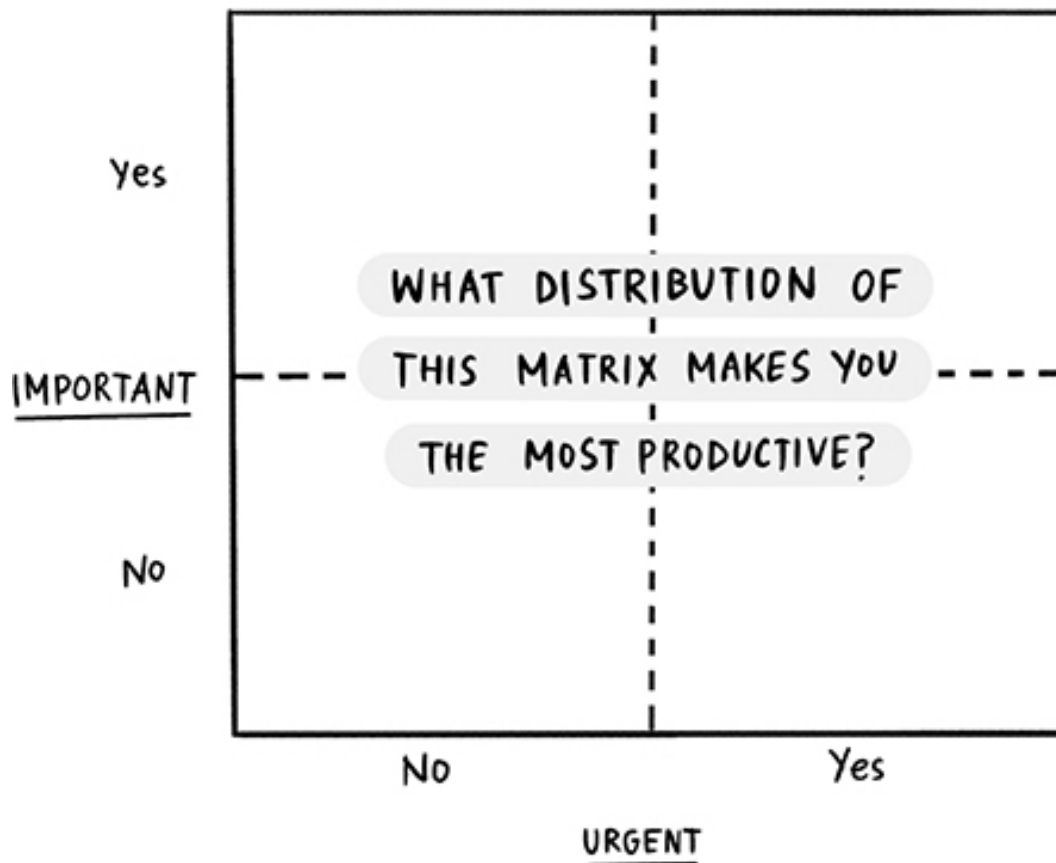 Yes
WHAT DISTRIBUTION OF
THIS MATRIX MAKES YOU
IMPORTANT
THE MOST PRODUCTIVE?
No
No Yes
URGENT